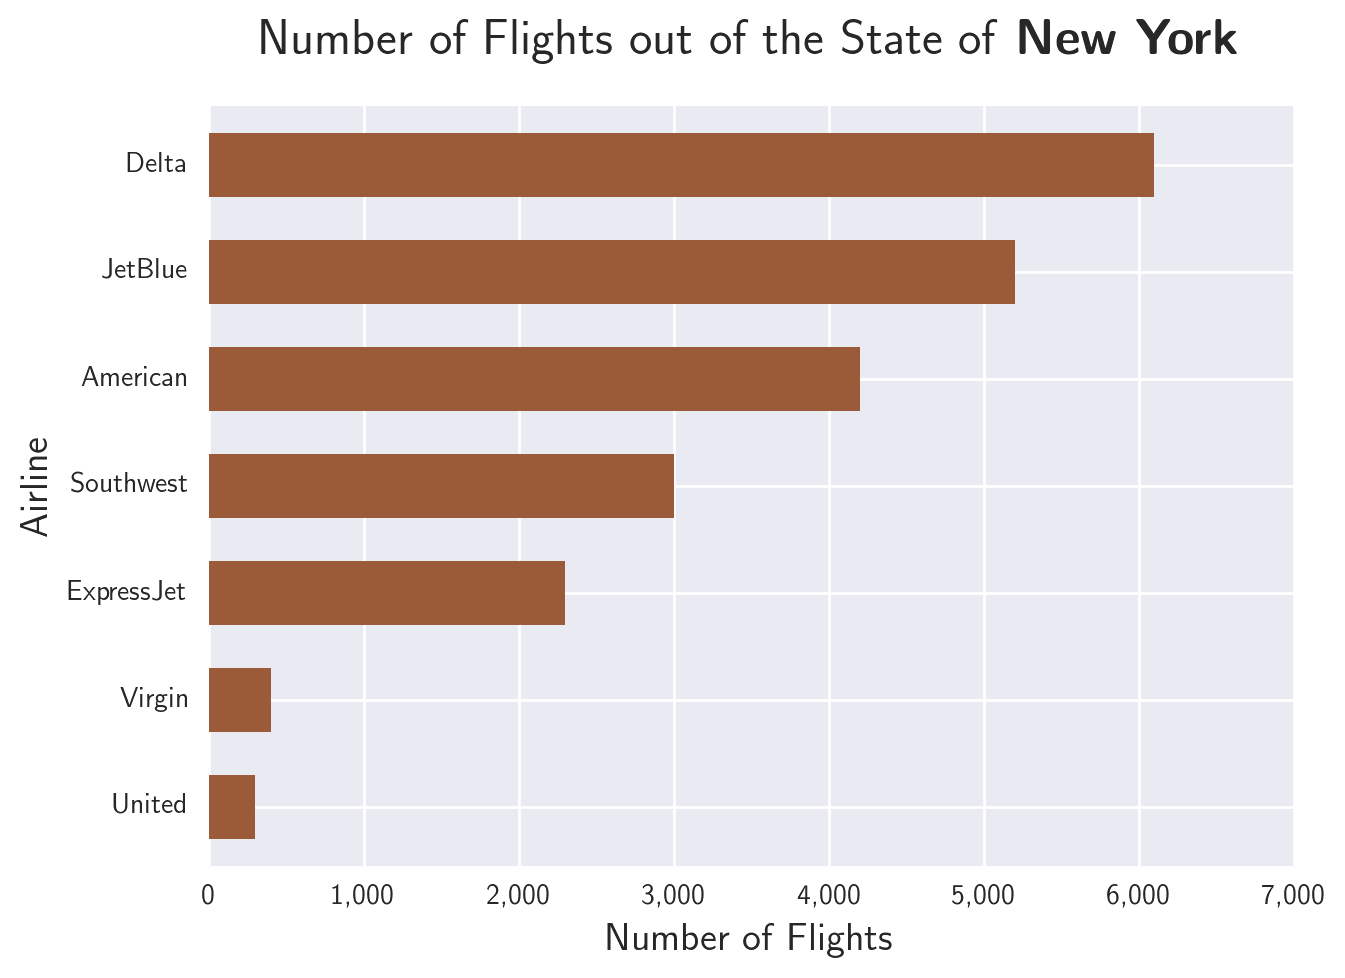 Number of Flights out of the State of New York
Delta
JetBlue
American
Southwest
ExpressJet
Virgin
United
Airline
0 1,000 2,000 3,000 4,000 5,000 6,000 7,000
Number of Flights